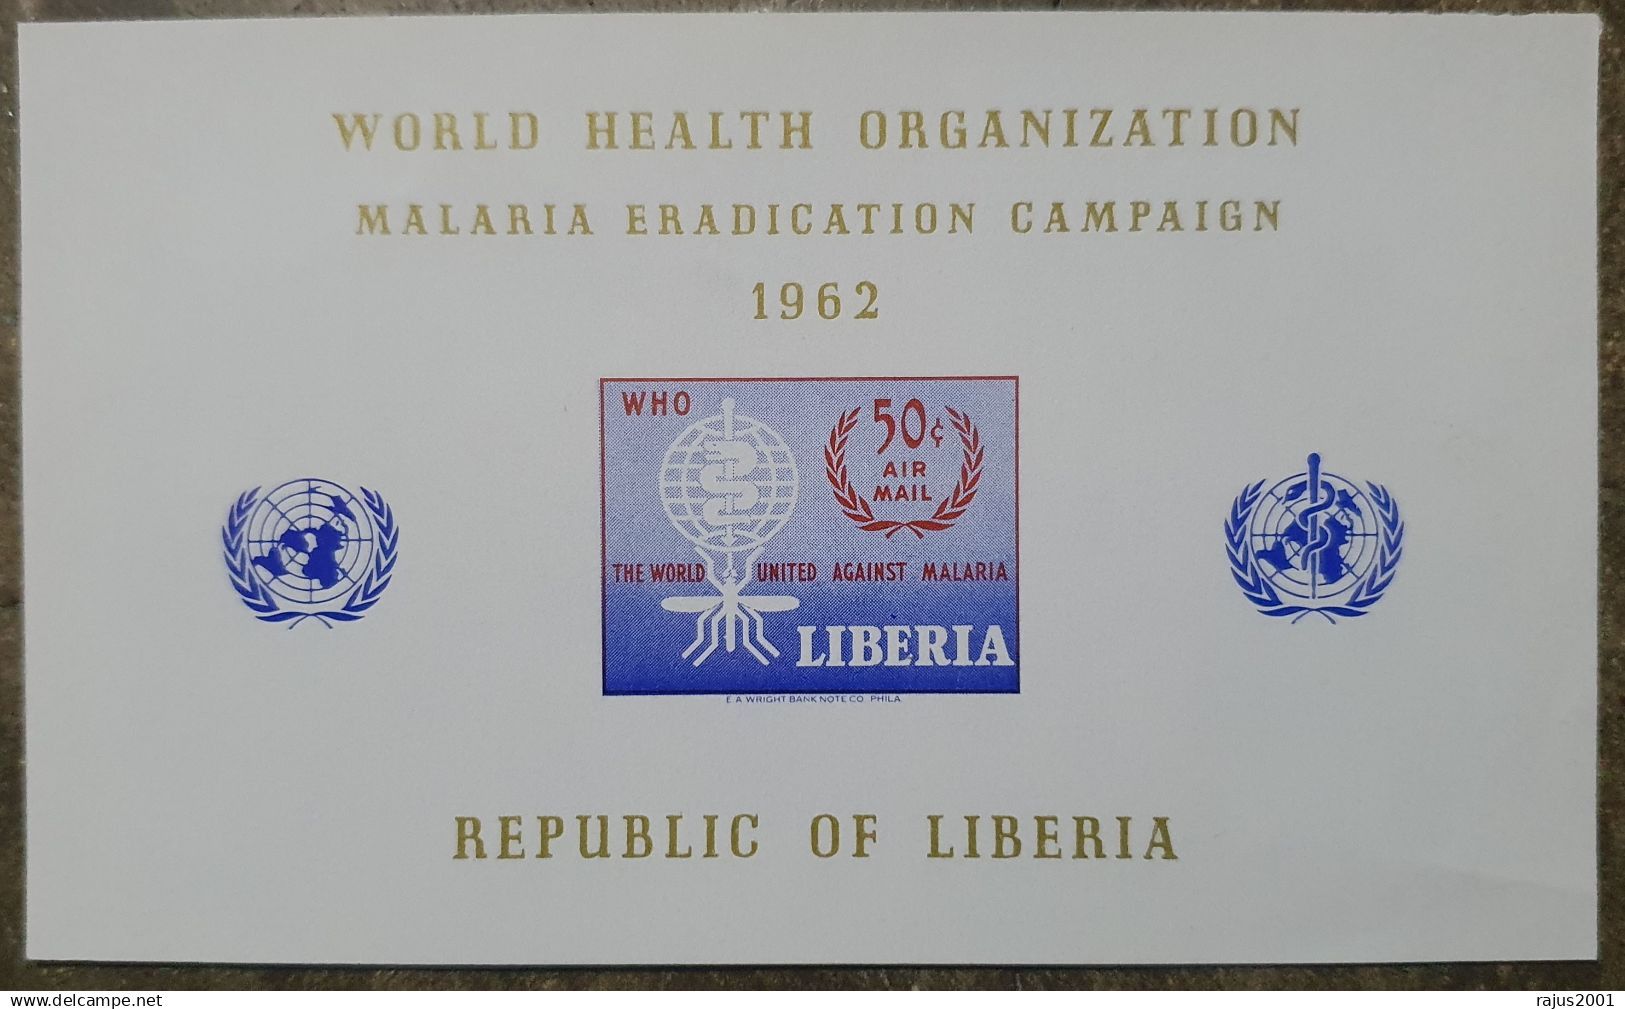 WORLD HEALTH ORGANIZATION
MALARIA ERADICATION CAMPAIGN
1962
WHO
50¢
AIR
MAIL
THE WORLD UNITED AGAINST MALARIA
LIBERIA
E. A. WRIGHT BANK NOTE CO. PHILA.
REPUBLIC OF LIBERIA
www.delcampe.net
rajus2001